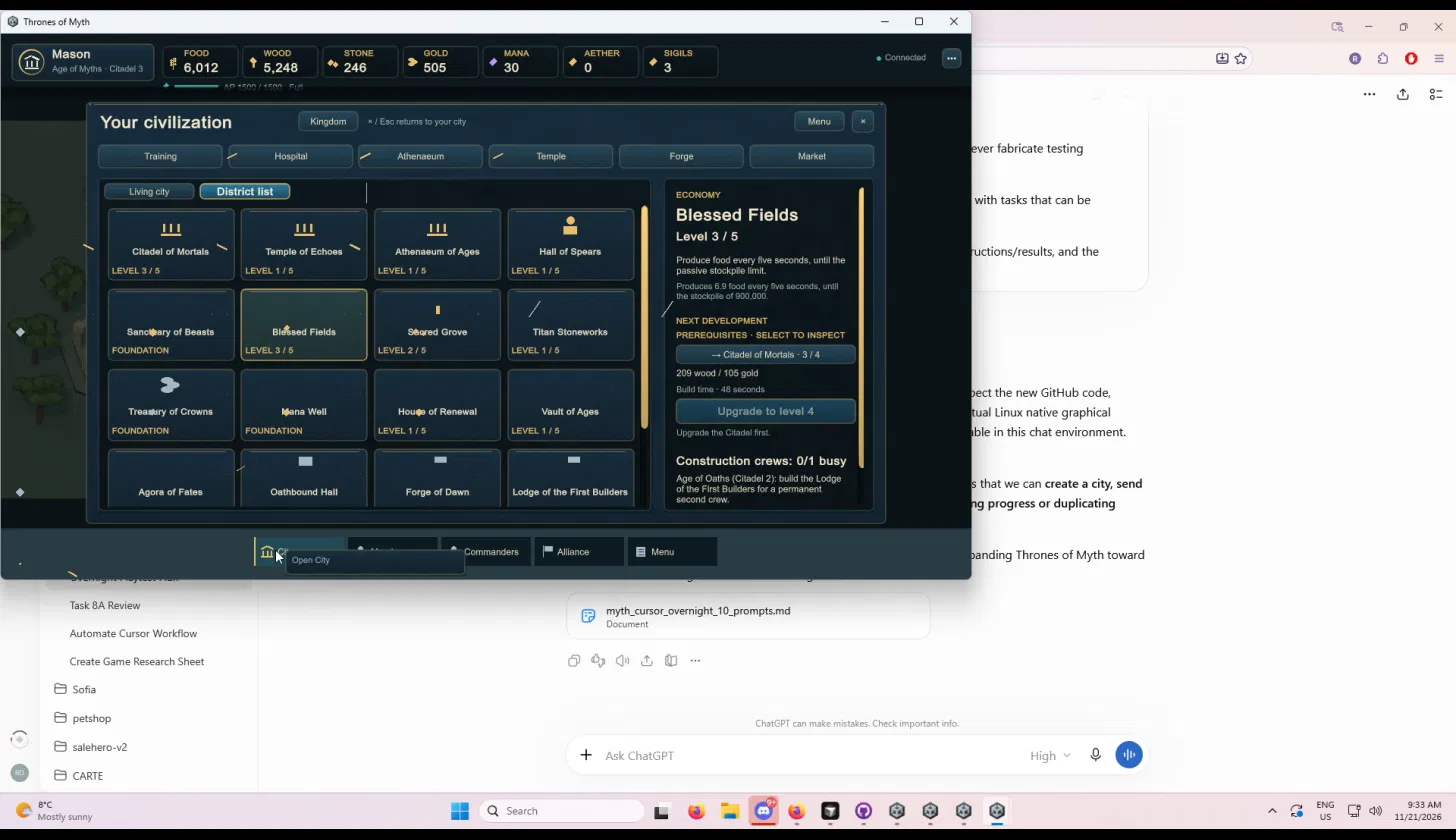 Thrones of Myth
Mason
Age of Myths · Citadel 3
FOOD
6,012
WOOD
5,248
STONE
246
GOLD
505
MANA
30
AETHER
0
SIGILS
3
Connected
AP 1500 / 1500 · Full
Your civilization
Kingdom
× / Esc returns to your city
Menu
Training
Hospital
Athenaeum
Temple
Forge
Market
Living city
District list
Citadel of Mortals
LEVEL 3 / 5
Temple of Echoes
LEVEL 1 / 5
Athenaeum of Ages
LEVEL 1 / 5
Hall of Spears
LEVEL 1 / 5
Sanctuary of Beasts
FOUNDATION
Blessed Fields
LEVEL 3 / 5
Sacred Grove
LEVEL 2 / 5
Titan Stoneworks
LEVEL 1 / 5
Treasury of Crowns
FOUNDATION
Mana Well
FOUNDATION
House of Renewal
LEVEL 1 / 5
Vault of Ages
LEVEL 1 / 5
Agora of Fates
Oathbound Hall
Forge of Dawn
Lodge of the First Builders
ECONOMY
Blessed Fields
Level 3 / 5
Produce food every five seconds, until the
passive stockpile limit.
Produces 6.9 food every five seconds, until
the stockpile of 900,000.
NEXT DEVELOPMENT
PREREQUISITES · SELECT TO INSPECT
→ Citadel of Mortals · 3 / 4
209 wood / 105 gold
Build time · 48 seconds
Upgrade to level 4
Upgrade the Citadel first.
Construction crews: 0/1 busy
Age of Oaths (Citadel 2): build the Lodge
of the First Builders for a permanent
second crew.
Open City
Commanders
Alliance
Menu
ever fabricate testing
with tasks that can be
ructions/results, and the
pect the new GitHub code,
tual Linux native graphical
able in this chat environment.
s that we can create a city, send
ng progress or duplicating
panding Thrones of Myth toward
Task 8A Review
Automate Cursor Workflow
Create Game Research Sheet
Sofia
petshop
salehero-v2
CARTE
RD
myth_cursor_overnight_10_prompts.md
Document
ChatGPT can make mistakes. Check important info.
Ask ChatGPT
High
8°C
Mostly sunny
Search
9+
ENG
US
9:33 AM
11/21/2026